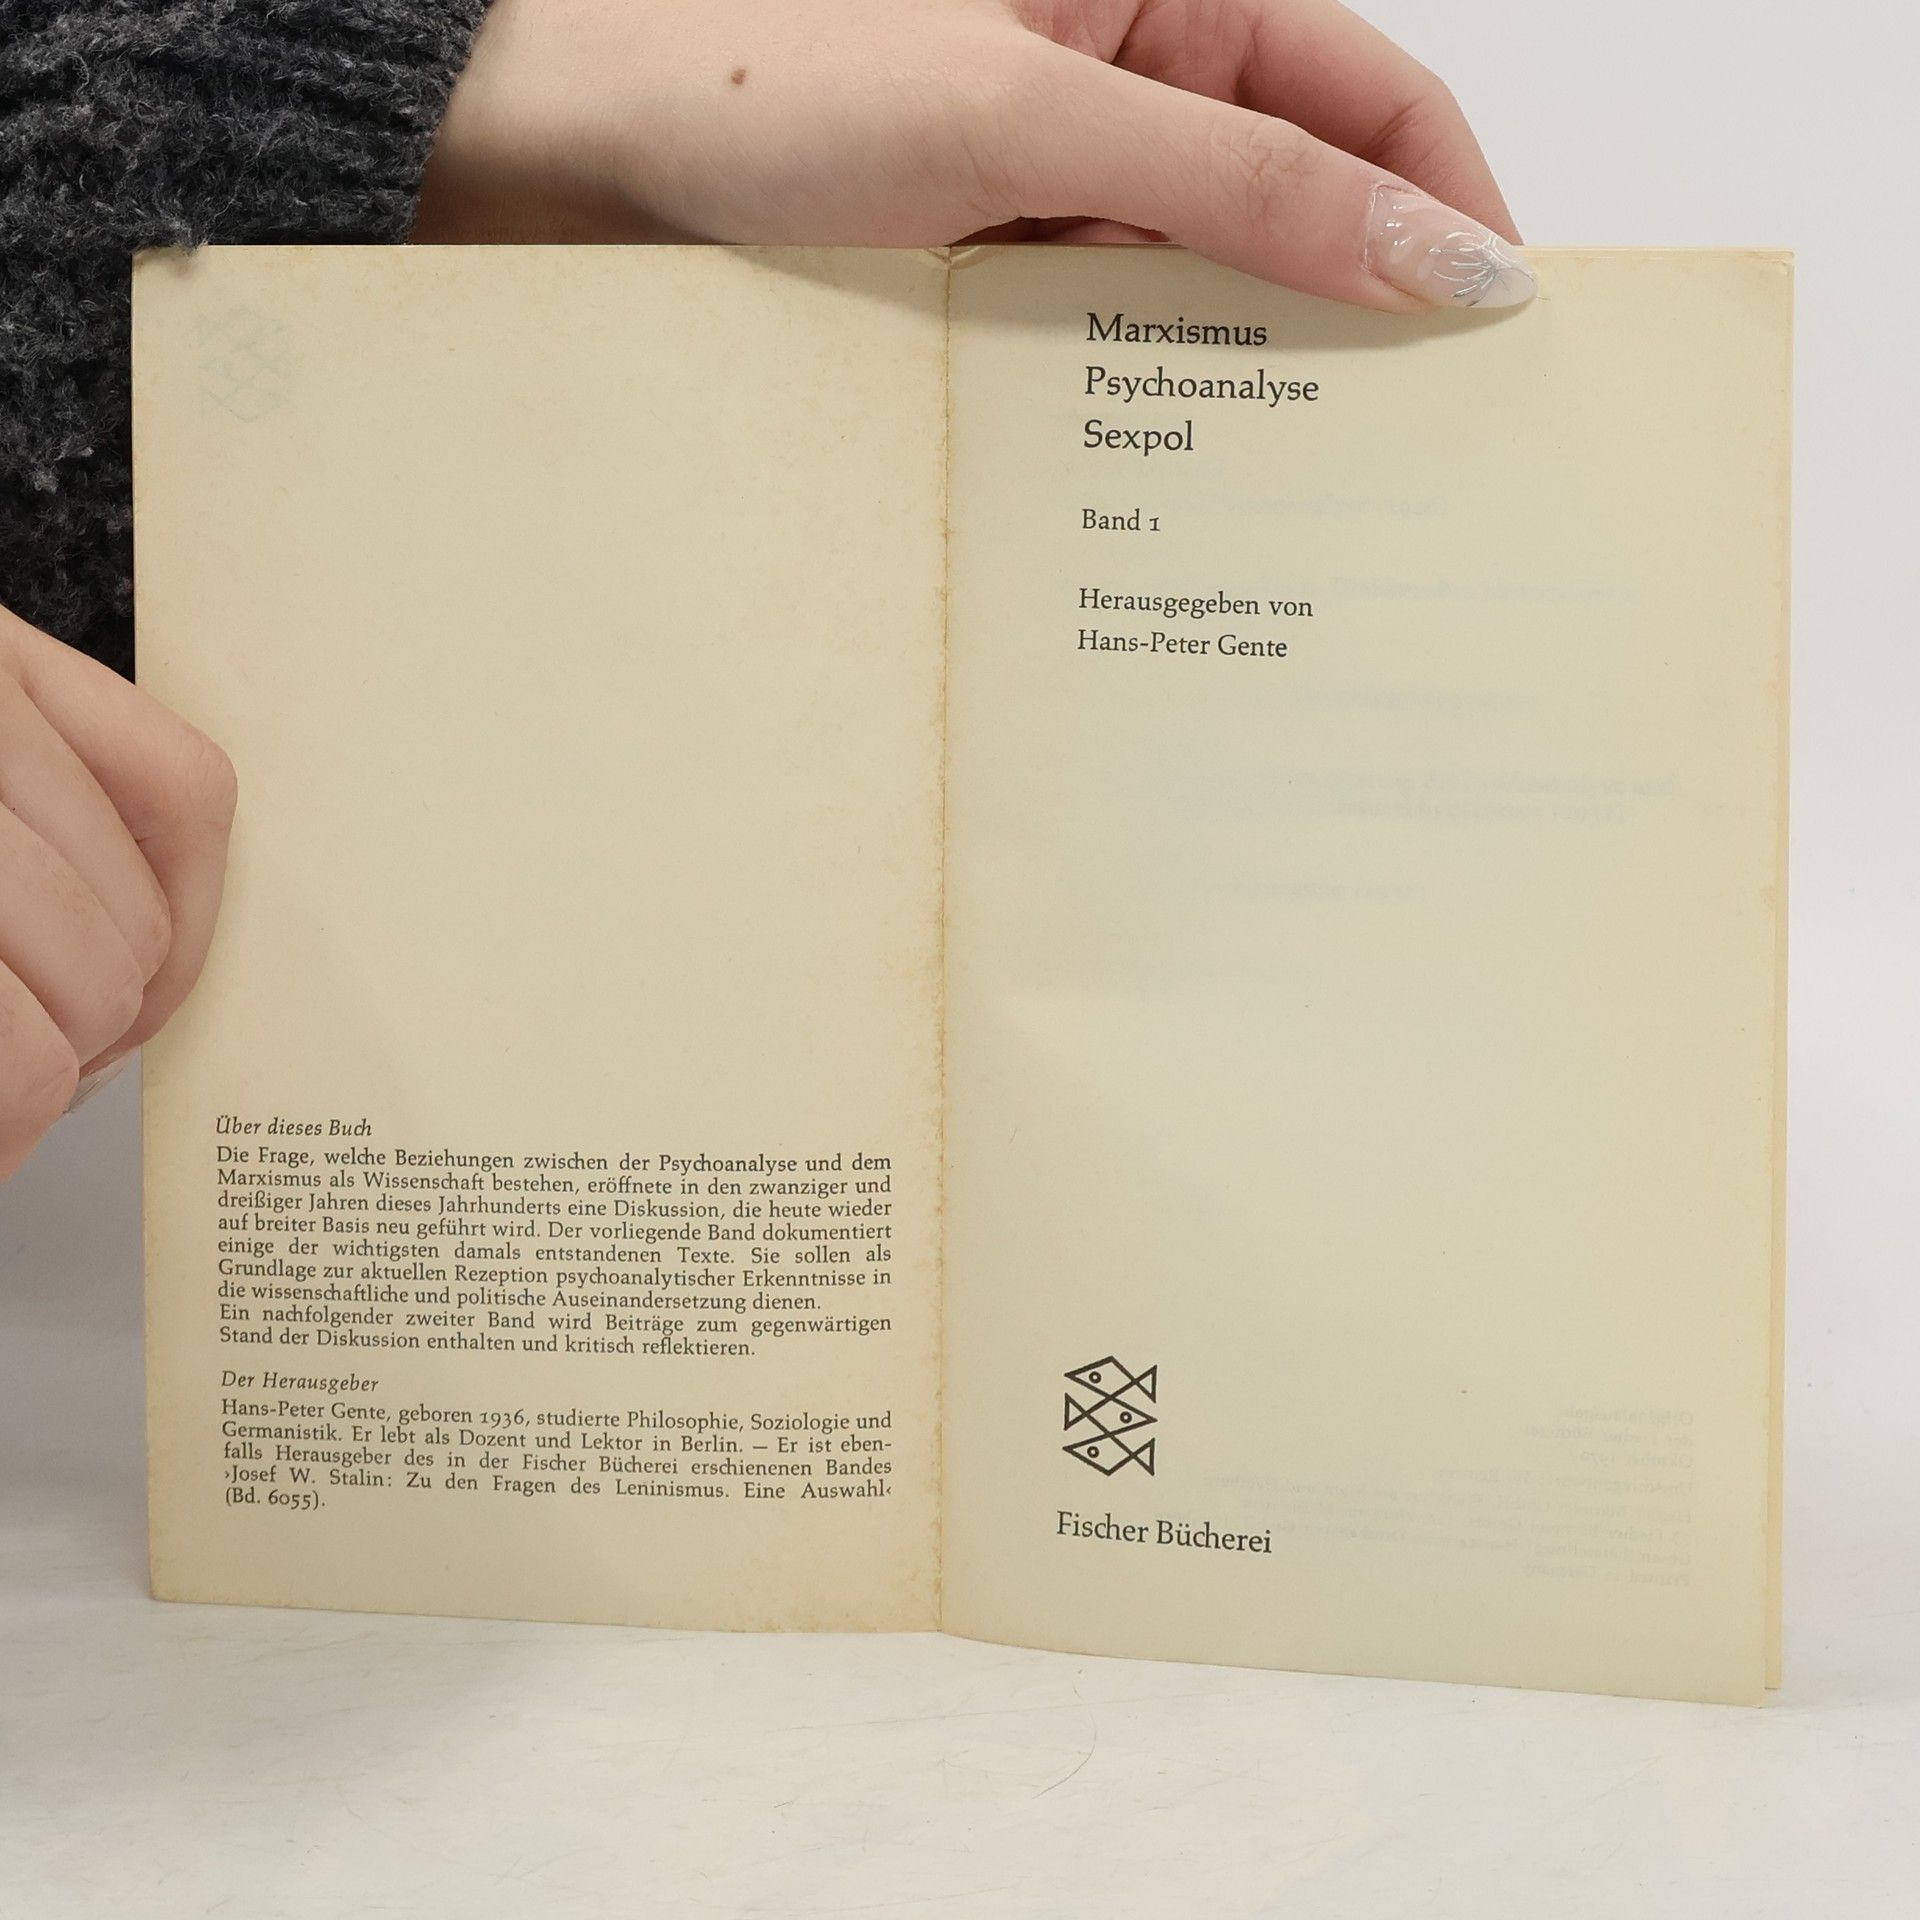 Über dieses Buch
Die Frage, welche Beziehungen zwischen der Psychoanalyse und dem
Marxismus als Wissenschaft bestehen, eröffnete in den zwanziger und
dreißiger Jahren dieses Jahrhunderts eine Diskussion, die heute wieder
auf breiter Basis neu geführt wird. Der vorliegende Band dokumentiert
einige der wichtigsten damals entstandenen Texte. Sie sollen als
Grundlage zur aktuellen Rezeption psychoanalytischer Erkenntnisse in
die wissenschaftliche und politische Auseinandersetzung dienen.
Ein nachfolgender zweiter Band wird Beiträge zum gegenwärtigen
Stand der Diskussion enthalten und kritisch reflektieren.
Der Herausgeber
Hans-Peter Gente, geboren 1936, studierte Philosophie, Soziologie und
Germanistik. Er lebt als Dozent und Lektor in Berlin. — Er ist eben-
falls Herausgeber des in der Fischer Bücherei erschienenen Bandes
›Josef W. Stalin: Zu den Fragen des Leninismus. Eine Auswahl‹
(Bd. 6055).
Marxismus
Psychoanalyse
Sexpol
Band 1
Herausgegeben von
Hans-Peter Gente
Fischer Bücherei